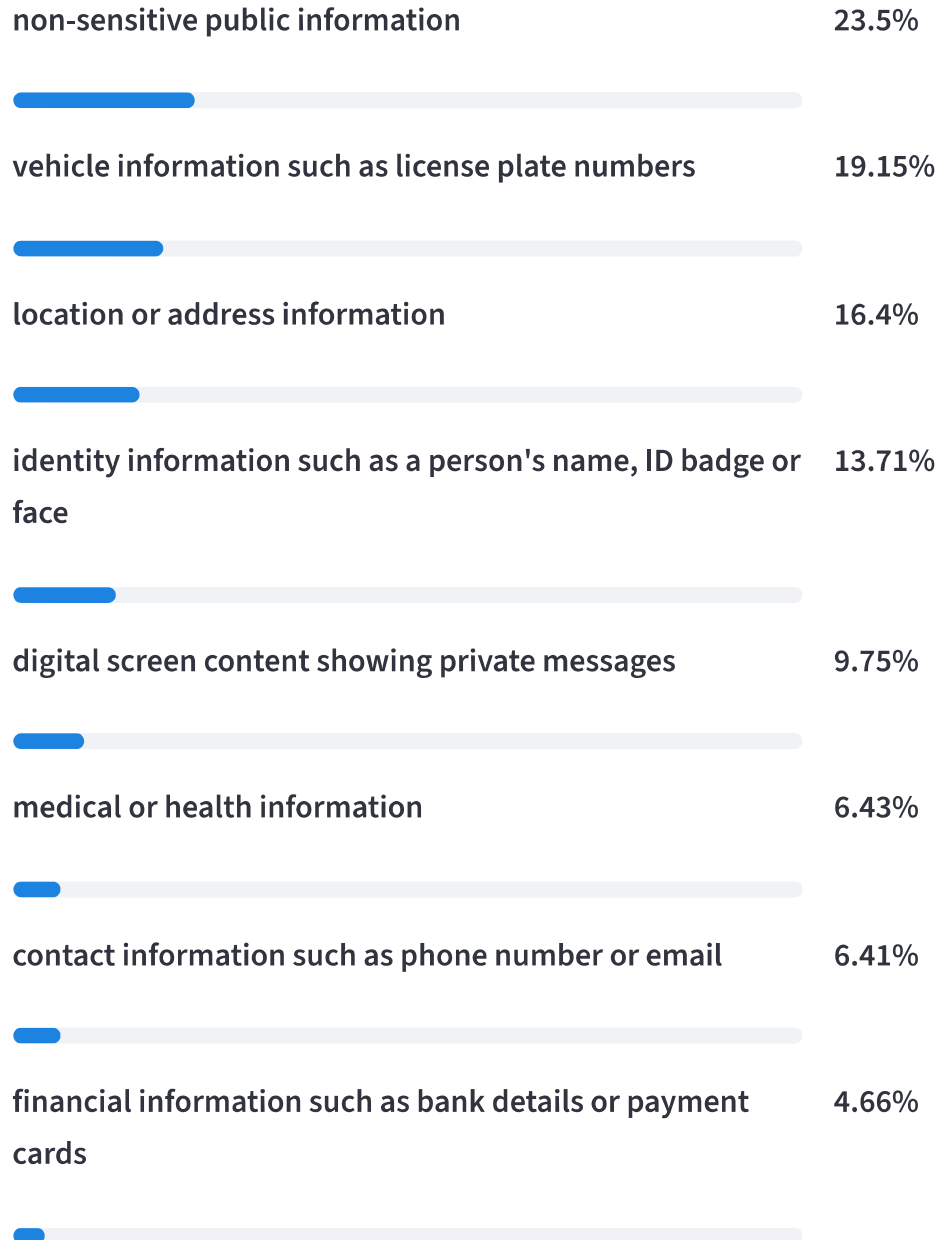 non-sensitive public information 23.5%
vehicle information such as license plate numbers 19.15%
location or address information 16.4%
identity information such as a person's name, ID badge or 13.71%
face
digital screen content showing private messages 9.75%
medical or health information 6.43%
contact information such as phone number or email 6.41%
financial information such as bank details or payment 4.66%
cards